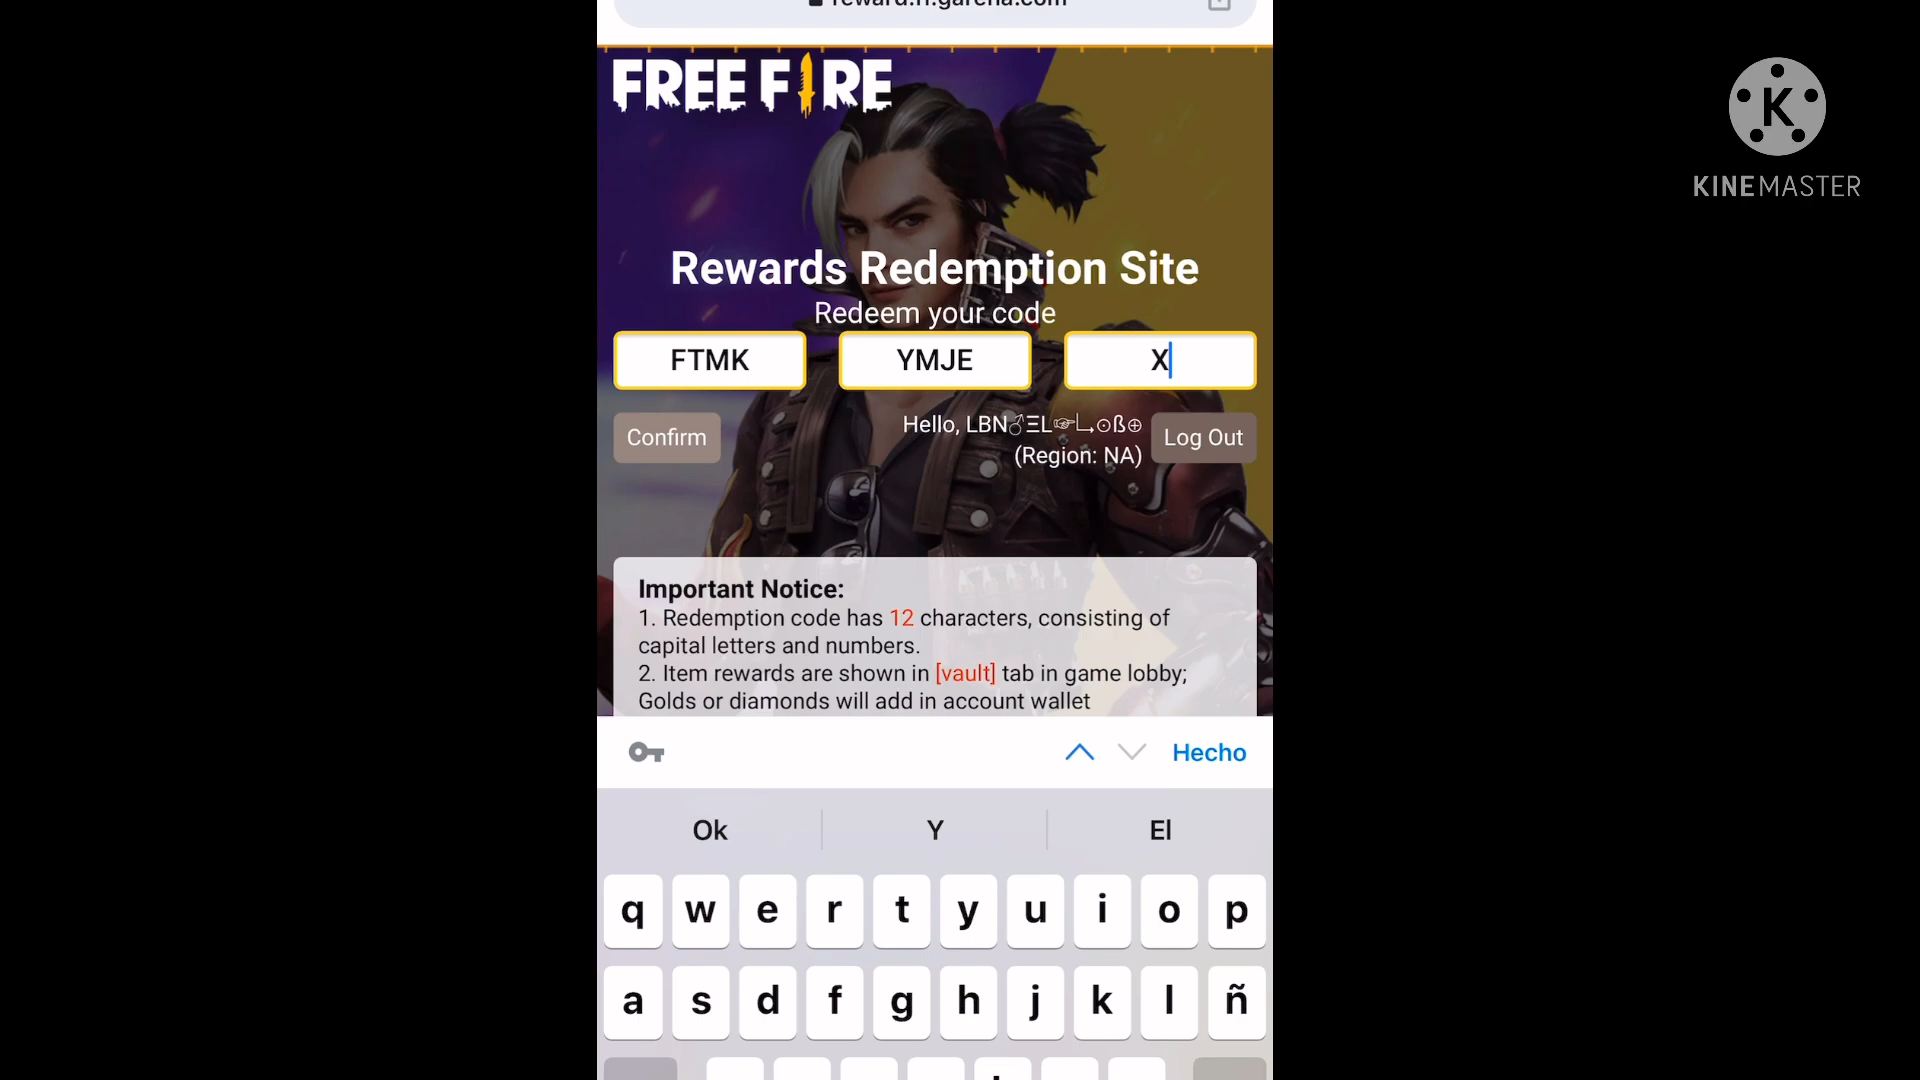 reward.ff.garena.com
FREE FIRE
K
KINEMASTER
Rewards Redemption Site
Redeem your code
FTMK - YMJE - X
Confirm
Hello, LBN♂ΞL☞
(Region: NA)
Log Out
Important Notice:
1. Redemption code has 12 characters, consisting of
capital letters and numbers.
2. Item rewards are shown in [vault] tab in game lobby;
Golds or diamonds will add in account wallet
Hecho
Ok Y El
q w e r t y u i o p
a s d f g h j k l ñ